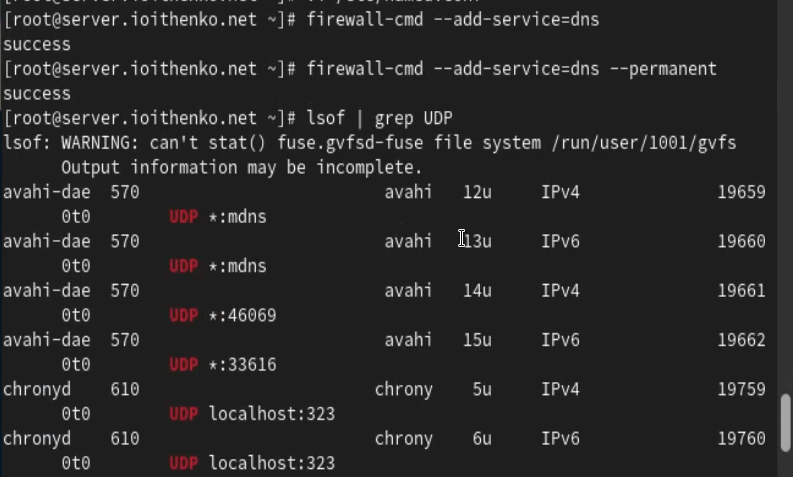 [root@server.ioithenko.net ~]# firewall-cmd --add-service=dns
success
[root@server.ioithenko.net ~]# firewall-cmd --add-service=dns --permanent
success
[root@server.ioithenko.net ~]# lsof | grep UDP
lsof: WARNING: can't stat() fuse.gvfsd-fuse file system /run/user/1001/gvfs
      Output information may be incomplete.
avahi-dae  570                            avahi   12u     IPv4              19659
      0t0        UDP *:mdns
avahi-dae  570                            avahi   13u     IPv6              19660
      0t0        UDP *:mdns
avahi-dae  570                            avahi   14u     IPv4              19661
      0t0        UDP *:46069
avahi-dae  570                            avahi   15u     IPv6              19662
      0t0        UDP *:33616
chronyd    610                           chrony    5u     IPv4              19759
      0t0        UDP localhost:323
chronyd    610                           chrony    6u     IPv6              19760
      0t0        UDP localhost:323